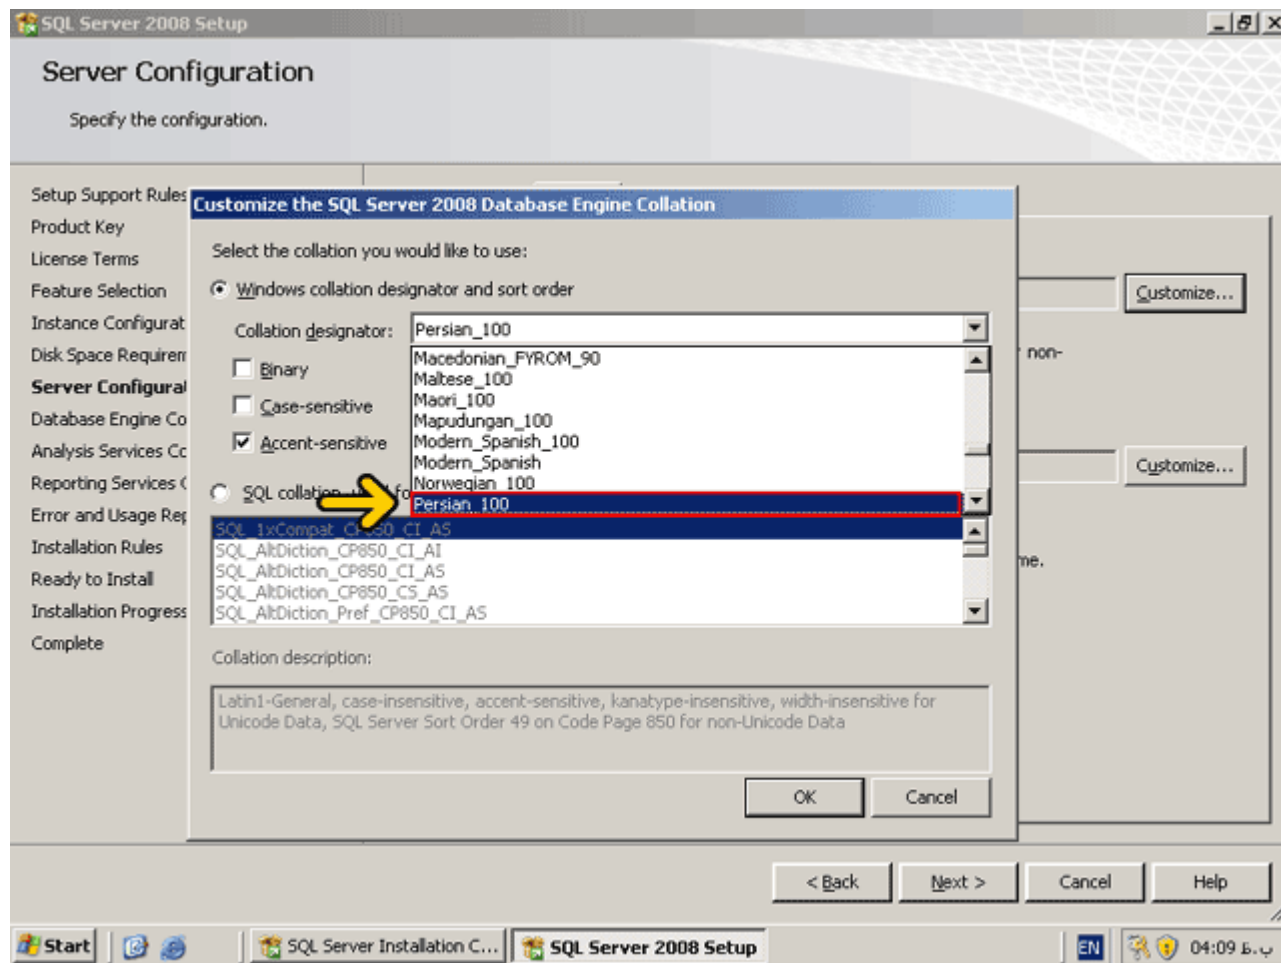 SQL Server 2008 Setup
Server Configuration
Specify the configuration.
Setup Support Rules
Product Key
License Terms
Feature Selection
Instance Configurat
Disk Space Requirem
Server Configurat
Database Engine Co
Analysis Services Co
Reporting Services C
Error and Usage Rep
Installation Rules
Ready to Install
Installation Progress
Complete
Customize the SQL Server 2008 Database Engine Collation
Select the collation you would like to use:
Windows collation designator and sort order
Collation designator:
Persian_100
Binary
Case-sensitive
Accent-sensitive
Macedonian_FYROM_90
Maltese_100
Maori_100
Mapudungan_100
Modern_Spanish_100
Modern_Spanish
Norwegian_100
Persian_100
SQL collation, used fo
SQL_1xCompat_CP850_CI_AS
SQL_AltDiction_CP850_CI_AI
SQL_AltDiction_CP850_CI_AS
SQL_AltDiction_CP850_CS_AS
SQL_AltDiction_Pref_CP850_CI_AS
Collation description:
Latin1-General, case-insensitive, accent-sensitive, kanatype-insensitive, width-insensitive for
Unicode Data, SQL Server Sort Order 49 on Code Page 850 for non-Unicode Data
OK
Cancel
Customize...
non-
Customize...
me.
< Back
Next >
Cancel
Help
Start
SQL Server Installation C...
SQL Server 2008 Setup
EN
04:09 ب.ظ